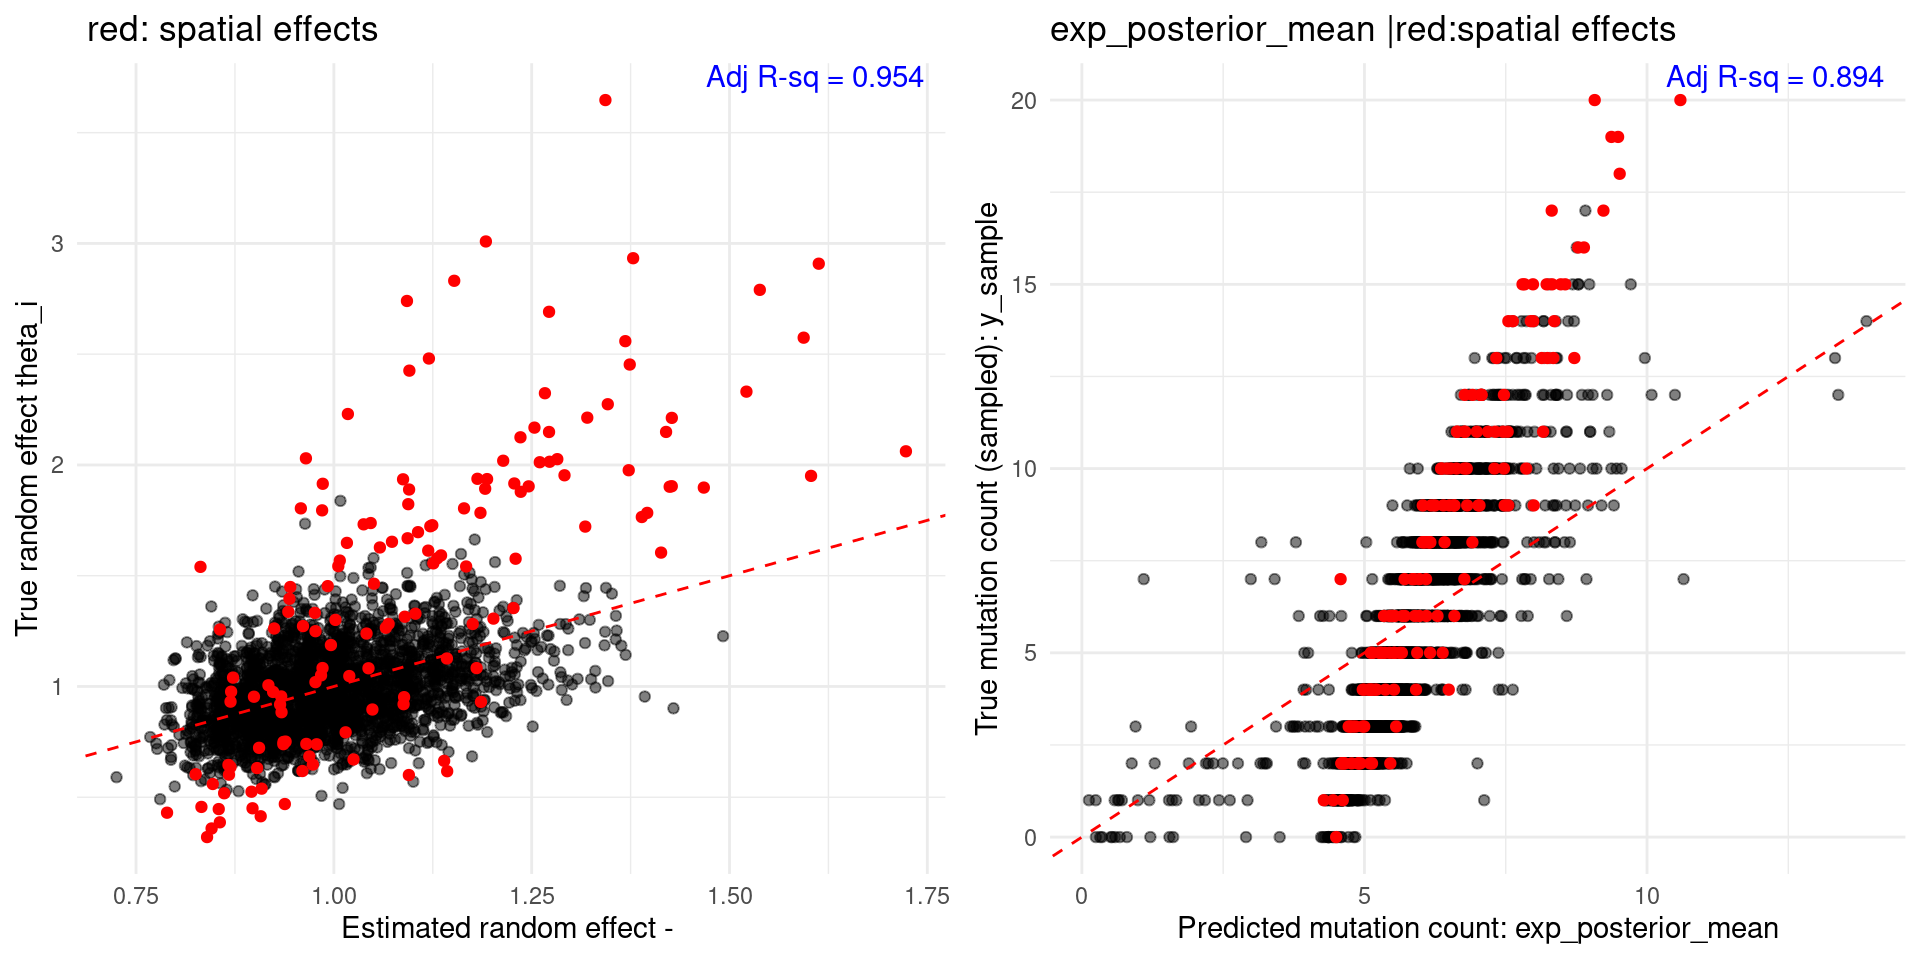 red: spatial effects
Adj R-sq = 0.954
True random effect theta_i
3
2
1
0.75 1.00 1.25 1.50 1.75
Estimated random effect -
exp_posterior_mean |red:spatial effects
Adj R-sq = 0.894
True mutation count (sampled): y_sample
20
15
10
5
0
0 5 10
Predicted mutation count: exp_posterior_mean